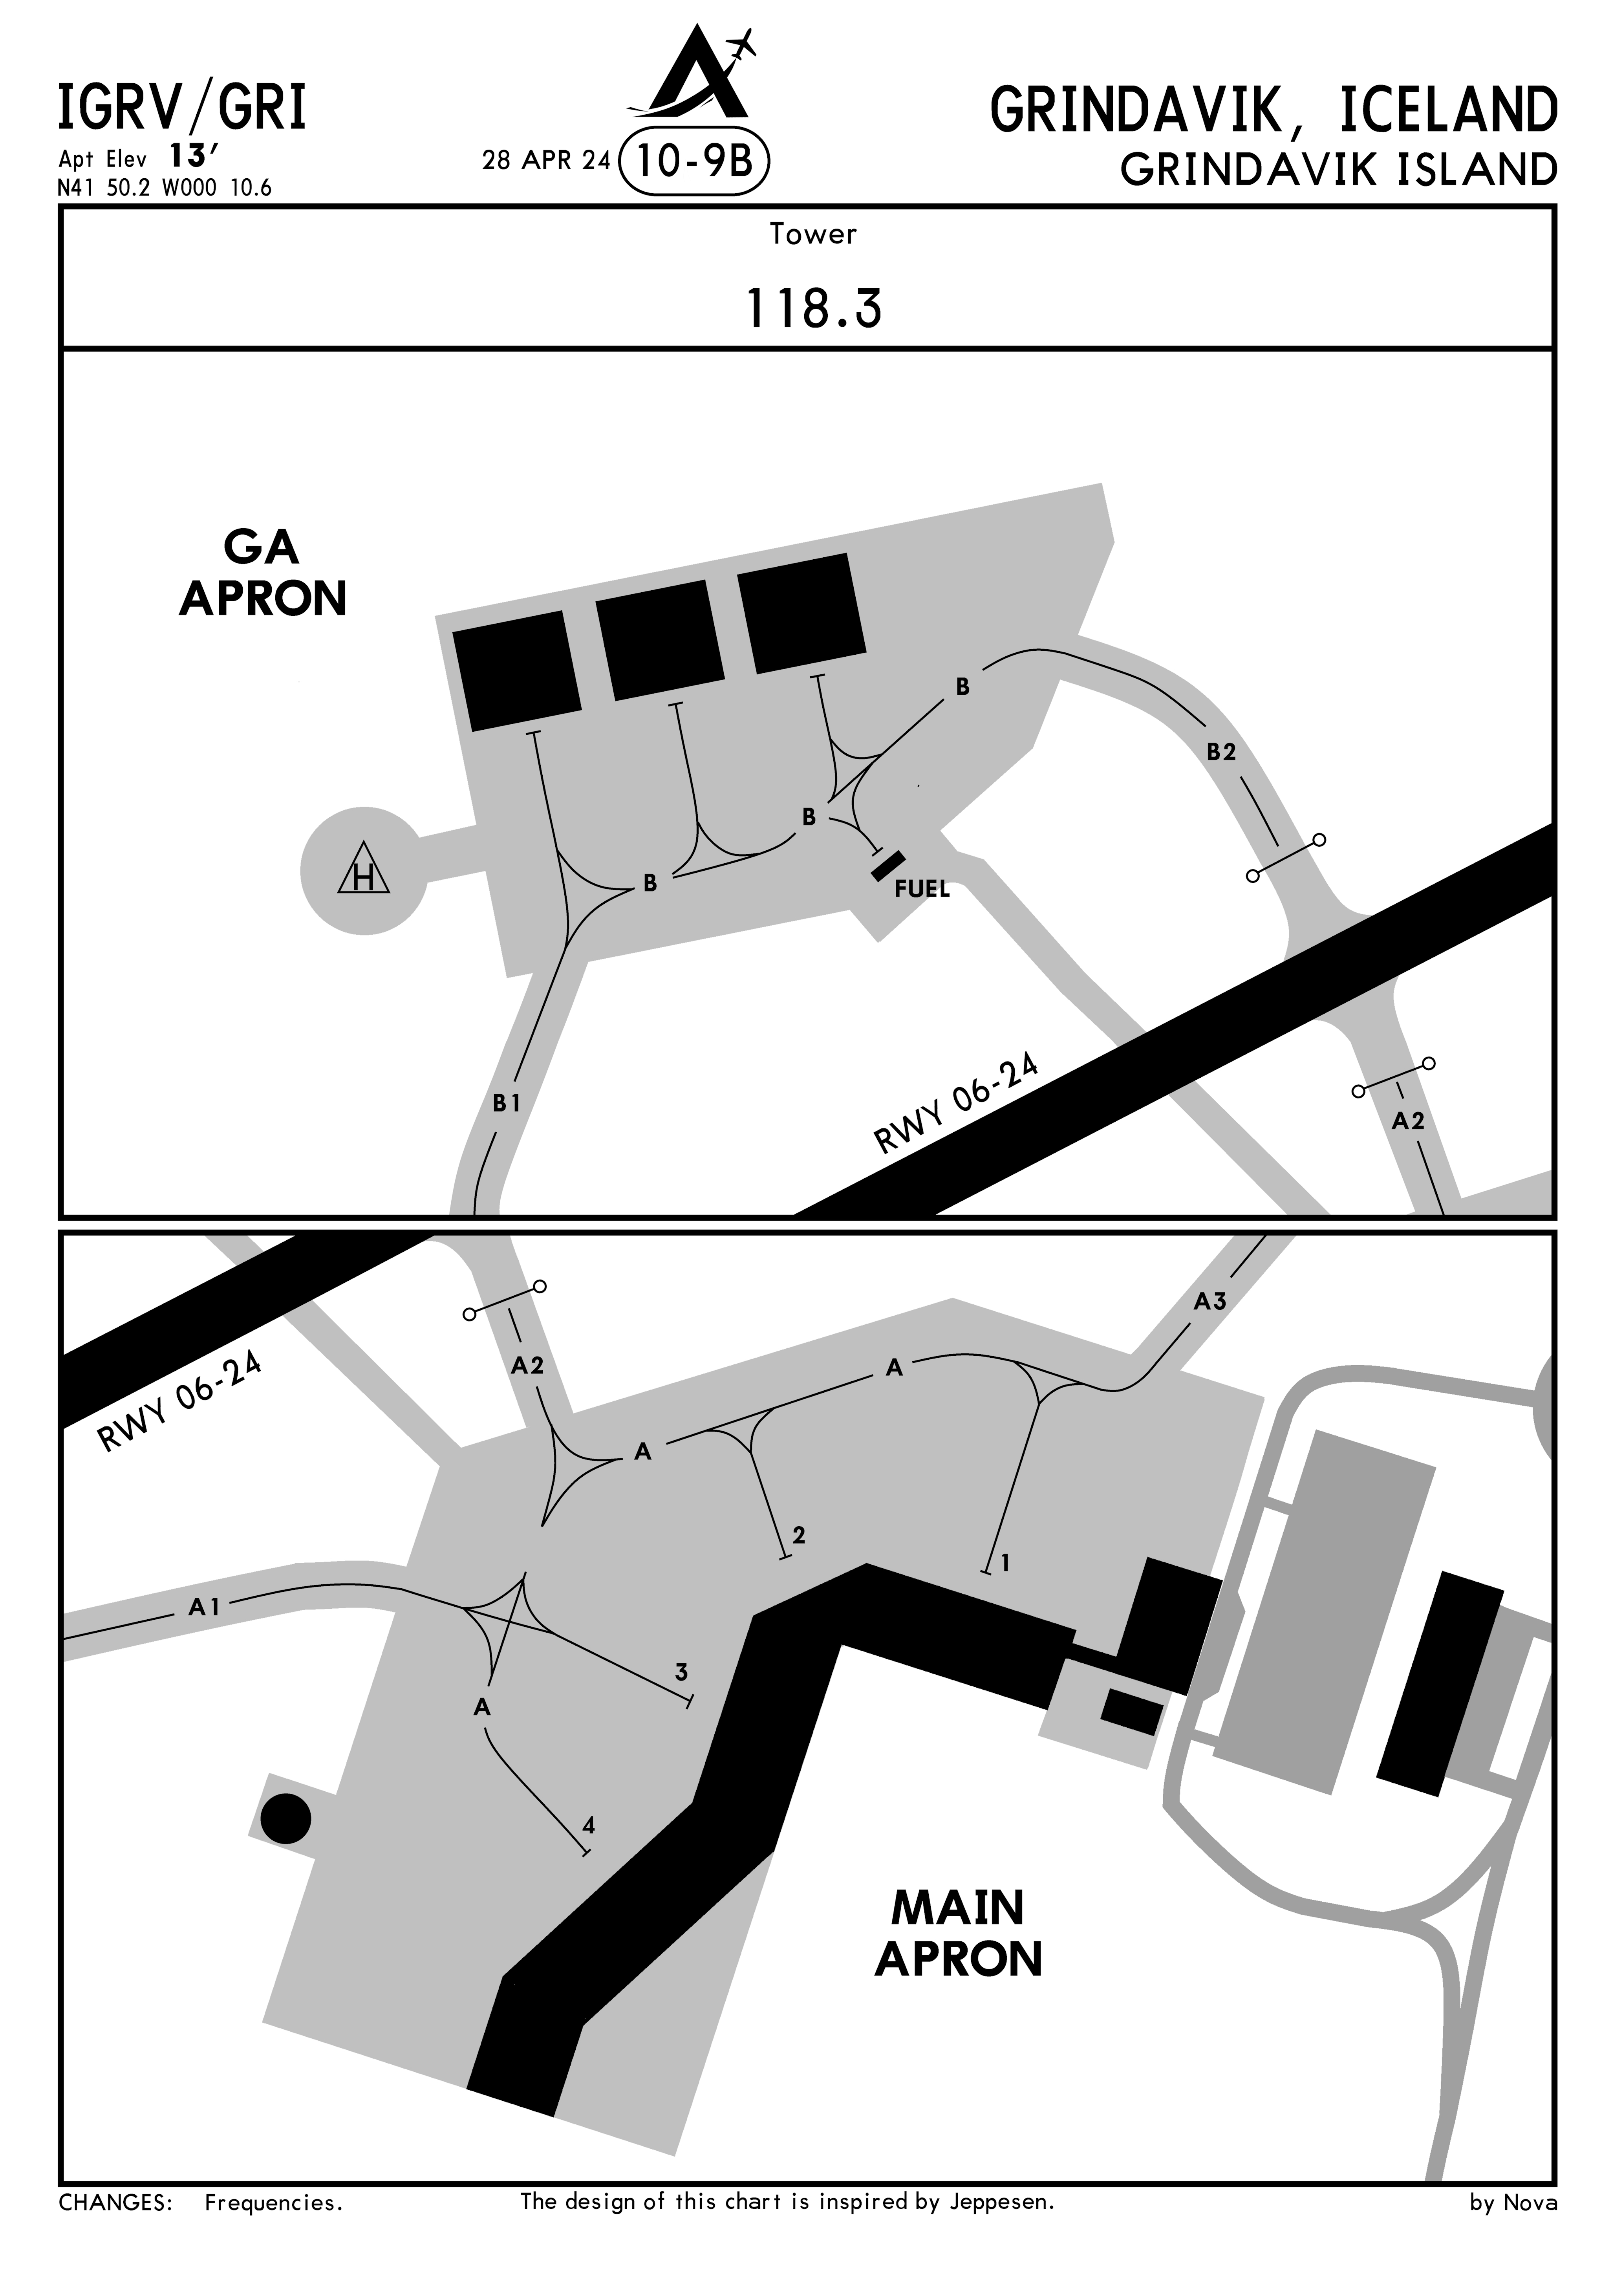 IGRV/GRI
Apt Elev 13′
N41 50.2 W000 10.6
28 APR 24 10-9B
GRINDAVIK, ICELAND
GRINDAVIK ISLAND
Tower
118.3
GA
APRON
B
B2
H
B
B
FUEL
B1
RWY 06-24
A2
A3
A2
A
RWY 06-24
A
2
1
A1
3
A
4
MAIN
APRON
CHANGES: Frequencies.
The design of this chart is inspired by Jeppesen.
by Nova